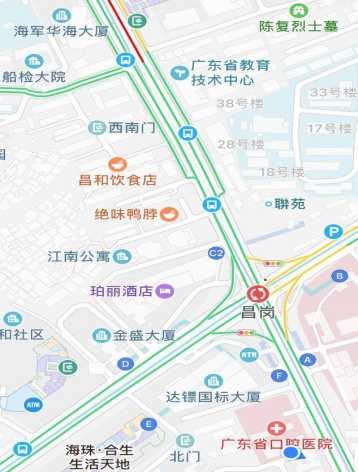 陈复烈士墓
海军华海大厦
广东省教育
技术中心
船检大院
33号楼
38号楼
17号楼
西南门
28号楼
18号楼
园
昌和饮食店
聨苑
绝味鸭脖
P
江南公寓
C2
B
珀丽酒店
昌岗
和社区
金盛大厦
ATM
A
D
F
达镖国际大厦
ATM
E
海珠·合生
生活天地
北门
广东省口腔医院